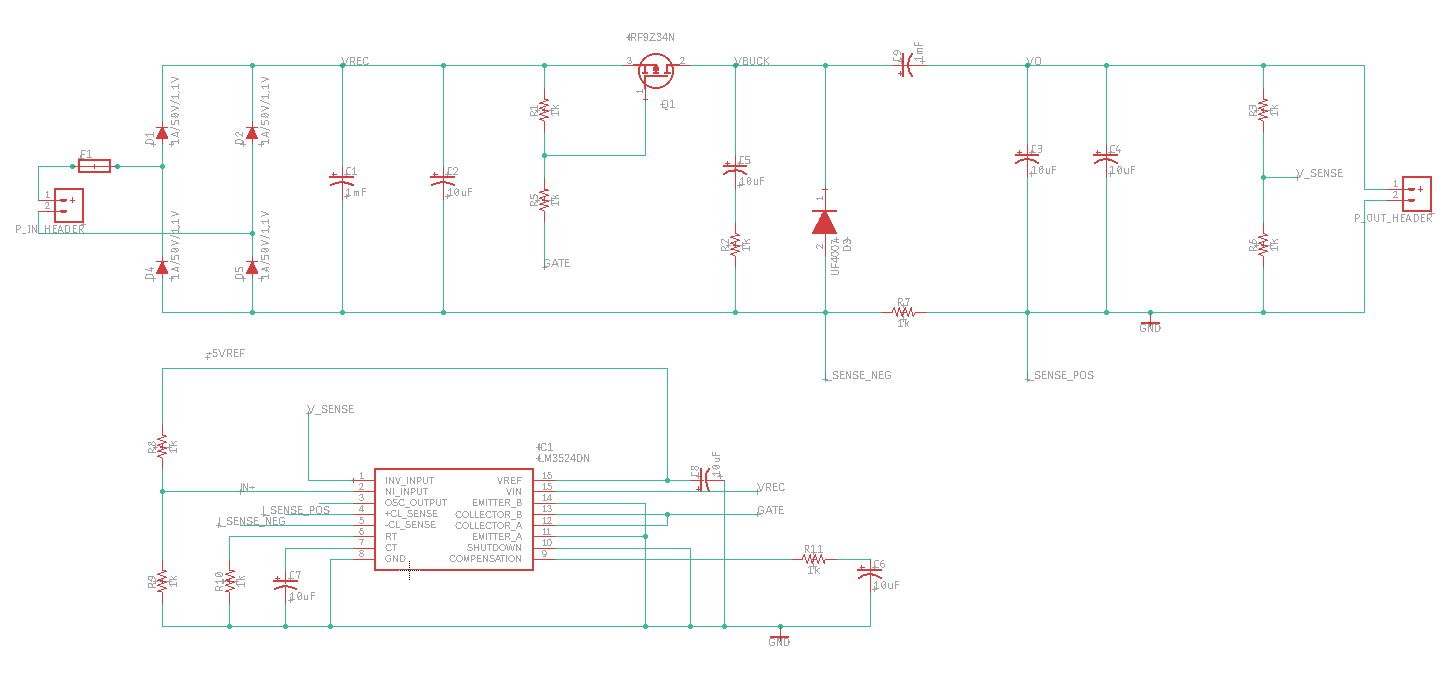 +RF9Z34N
VREC
3
2
VBUCK
C9
1mF
VO
1
Q1
D1
1A/50V/1.1V
D2
1A/50V/1.1V
R1
1k
R3
1k
F1
C1
1mF
C2
10uF
C5
10uF
C3
10uF
C4
10uF
V_SENSE
1
2
P_IN_HEADER
R5
1k
1
1
2
P_OUT_HEADER
D4
1A/50V/1.1V
D5
1A/50V/1.1V
GATE
R2
1k
2
UF4007
D3
R6
1k
R7
1k
GND
+5VREF
I_SENSE_NEG
I_SENSE_POS
V_SENSE
R8
1k
IC1
LM3524DN
C8
10uF
IN+
1
INV_INPUT
VREF
16
2
NI_INPUT
VIN
15
VREC
3
OSC_OUTPUT
EMITTER_B
14
I_SENSE_POS
4
+CL_SENSE
COLLECTOR_B
13
GATE
I_SENSE_NEG
5
-CL_SENSE
COLLECTOR_A
12
6
RT
EMITTER_A
11
7
CT
SHUTDOWN
10
8
GND
COMPENSATION
9
R11
1k
R9
1k
R10
1k
C7
10uF
C6
10uF
GND